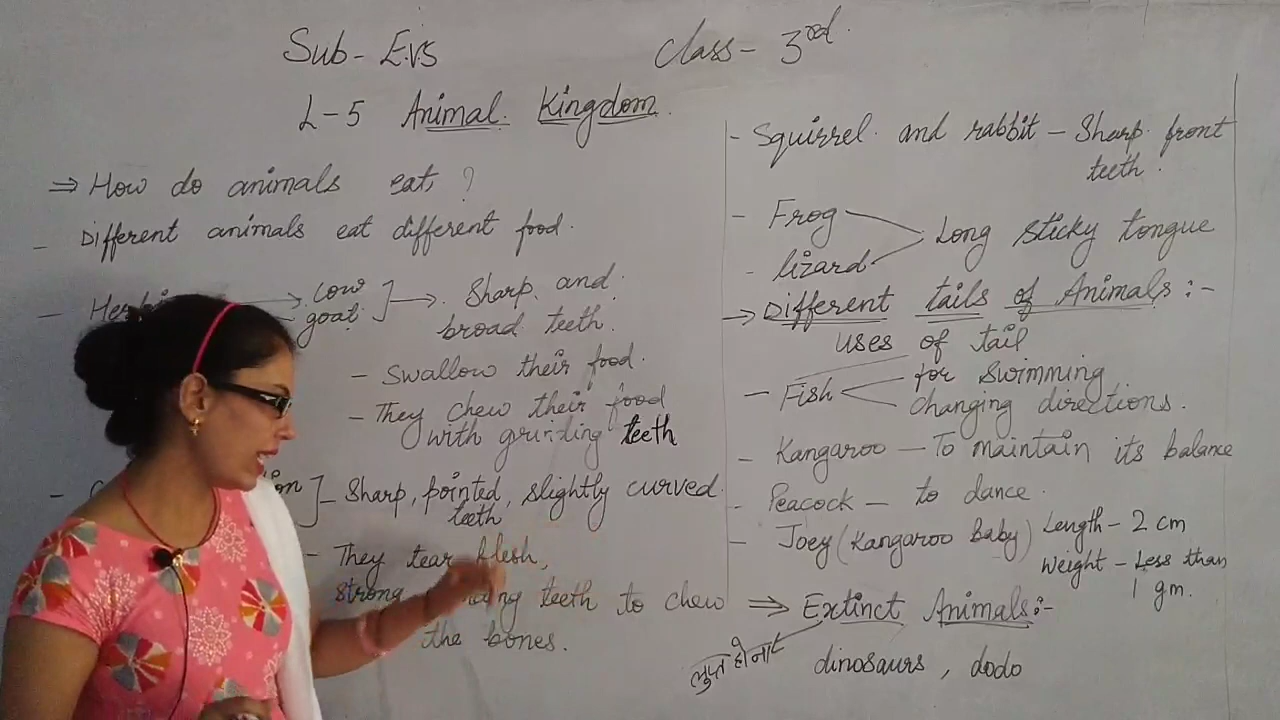 Sub- E.v.s
Class- 3rd.
L-5 Animal Kingdom
⇒ How do animals eat ?
- Different animals eat different food.
- → cow
goat ] → Sharp and
broad teeth.
- Swallow their food.
- They chew their food
with grinding teeth
- ] - Sharp, pointed, slightly curved
teeth
- They tear flesh,
strong teeth to chew
the bones.
- Squirrel and rabbit - Sharp front
teeth.
- Frog
- lizard
Long sticky tongue
→ Different tails of Animals :-
uses of tail
- Fish
for swimming
changing directions.
- Kangaroo - To maintain its balance
- Peacock - to dance.
- Joey (Kangaroo Baby) Length - 2 cm
Weight - Less than
1 gm.
⇒ Extinct Animals :-
लुप्त होना
dinosaurs, dodo